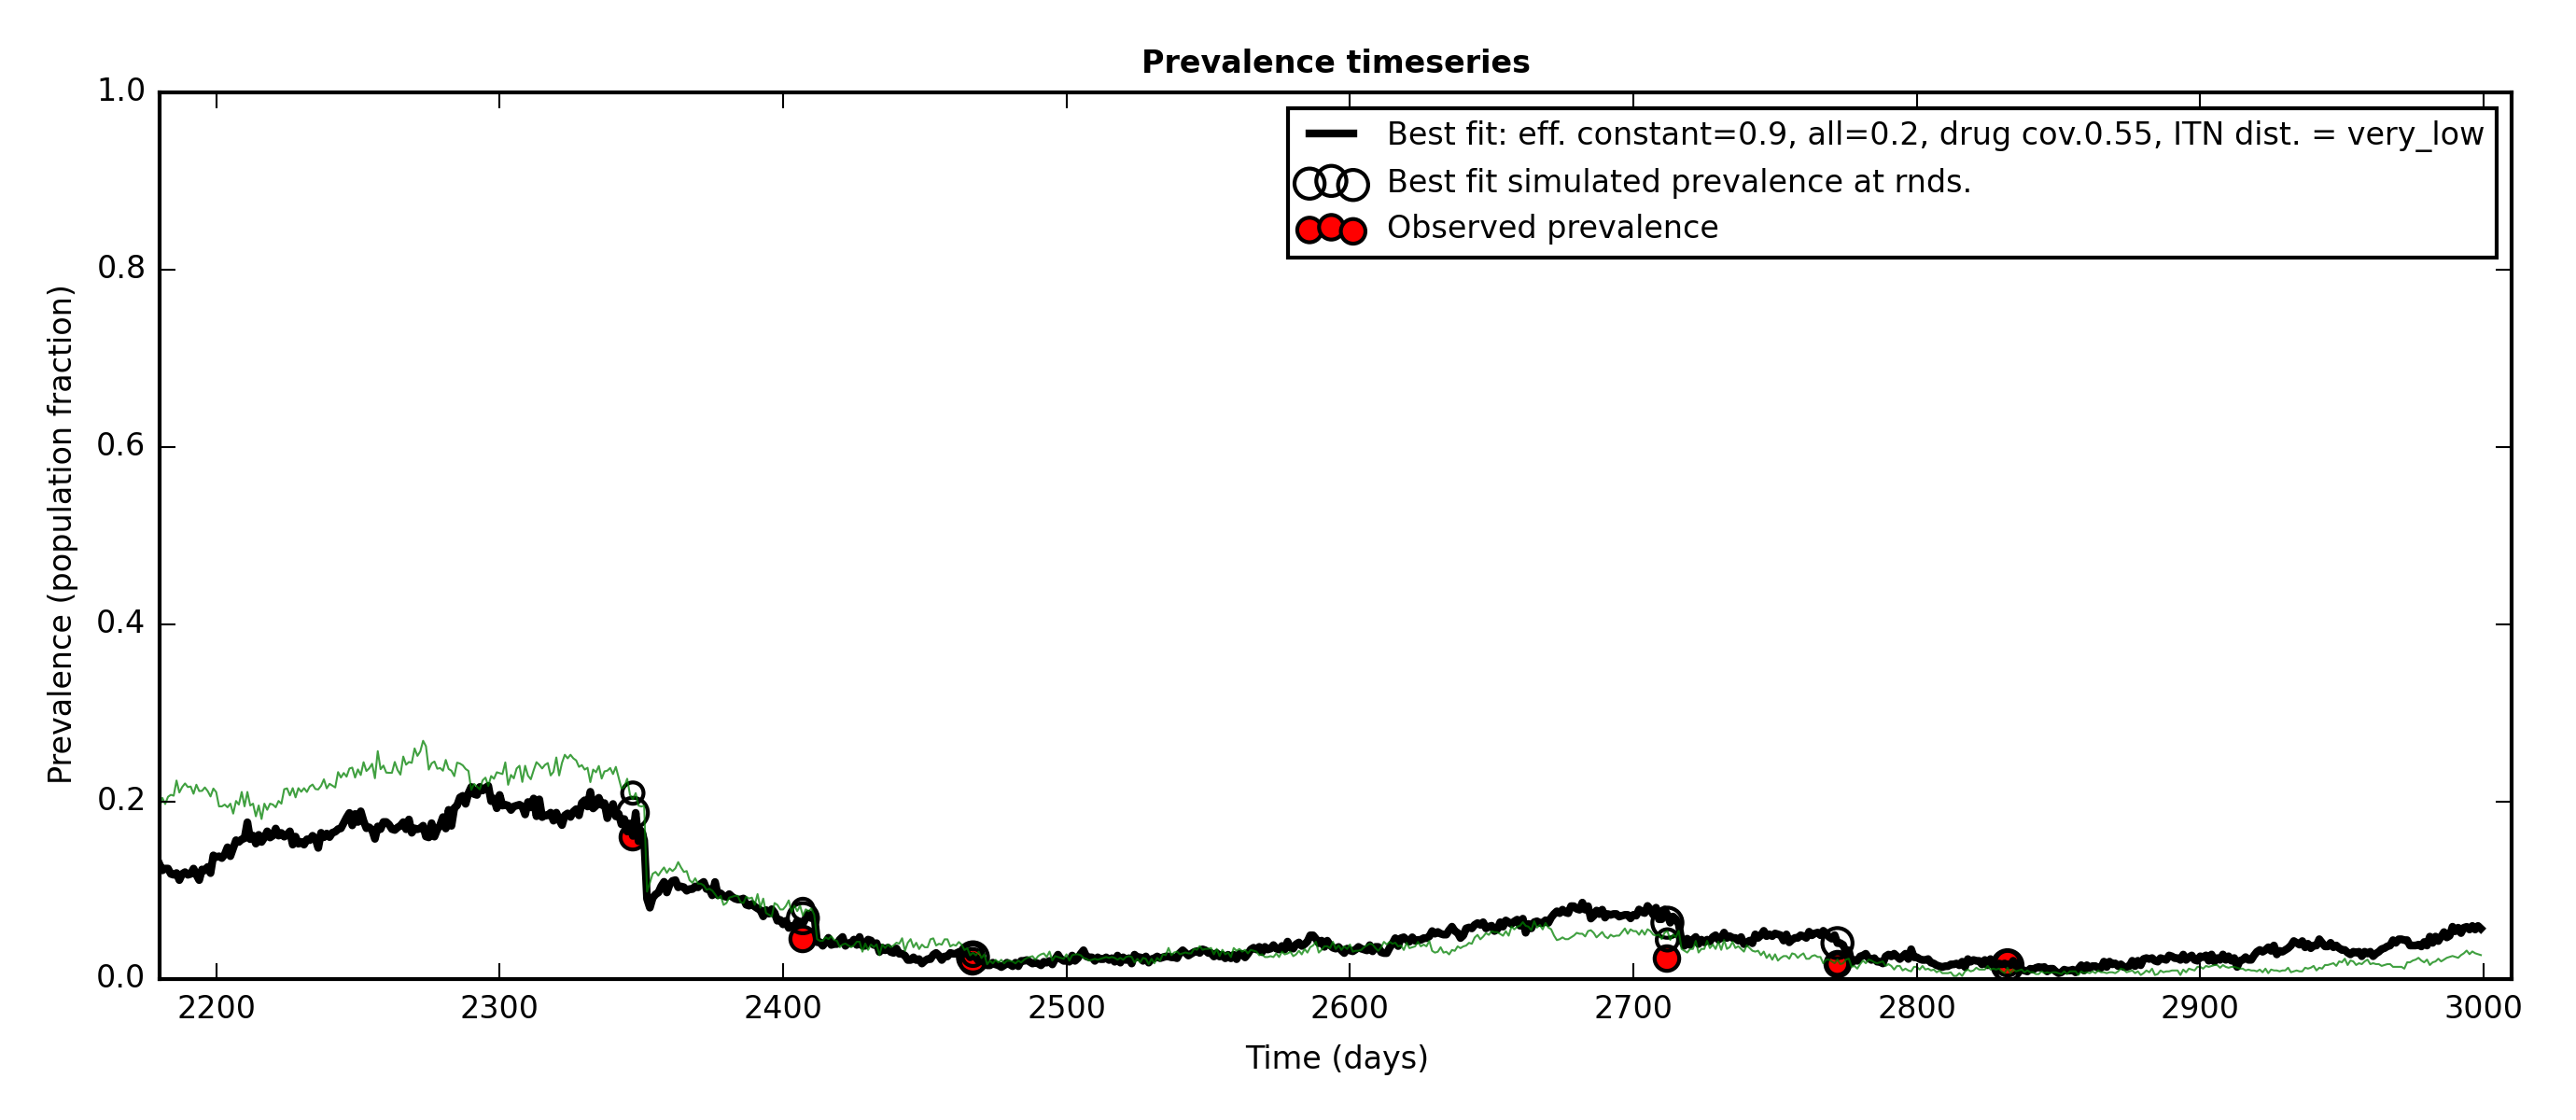 Prevalence timeseries
1.0
0.8
0.6
0.4
0.2
0.0
Prevalence (population fraction)
Best fit: eff. constant=0.9, all=0.2, drug cov.0.55, ITN dist. = very_low
Best fit simulated prevalence at rnds.
Observed prevalence
2200 2300 2400 2500 2600 2700 2800 2900 3000
Time (days)